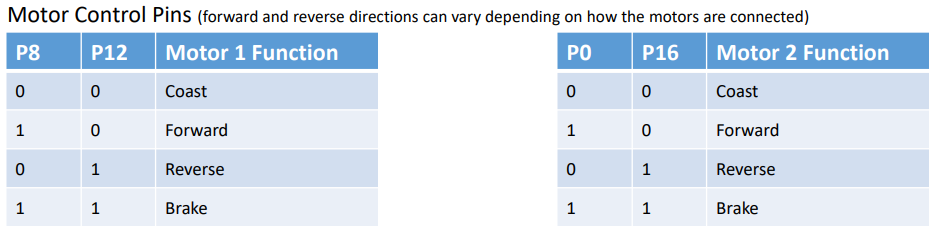 Motor Control Pins (forward and reverse directions can vary depending on how the motors are connected)
P8 P12 Motor 1 Function
0 0 Coast
1 0 Forward
0 1 Reverse
1 1 Brake
P0 P16 Motor 2 Function
0 0 Coast
1 0 Forward
0 1 Reverse
1 1 Brake